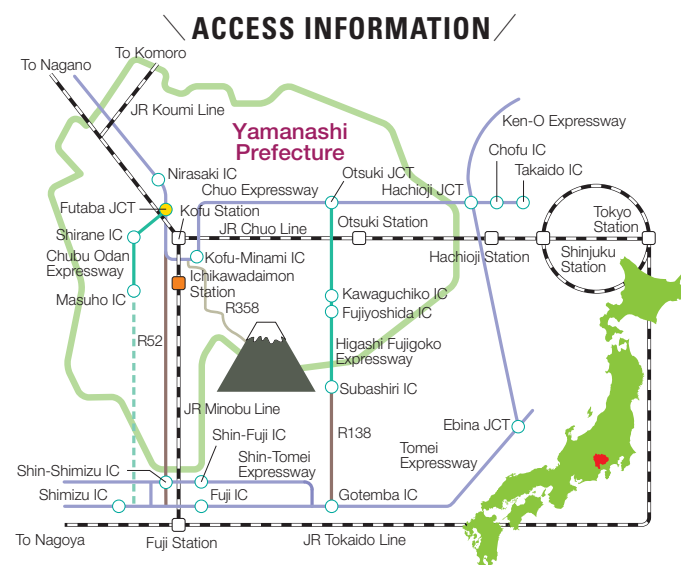 ACCESS INFORMATION
To Komoro
To Nagano
JR Koumi Line
Ken-O Expressway
Yamanashi
Prefecture
Chofu IC
Takaido IC
Nirasaki IC
Otsuki JCT
Chuo Expressway
Hachioji JCT
Futaba JCT
Kofu Station
Otsuki Station
Tokyo
Station
Shirane IC
JR Chuo Line
Chubu Odan
Expressway
Kofu-Minami IC
Hachioji Station
Shinjuku
Station
Ichikawadaimon
Station
Masuho IC
R358
Kawaguchiko IC
Fujiyoshida IC
R52
Higashi Fujigoko
Expressway
Subashiri IC
JR Minobu Line
Shin-Fuji IC
R138
Ebina JCT
Shin-Tomei
Expressway
Tomei
Expressway
Shin-Shimizu IC
Shimizu IC
Fuji IC
Gotemba IC
To Nagoya
Fuji Station
JR Tokaido Line